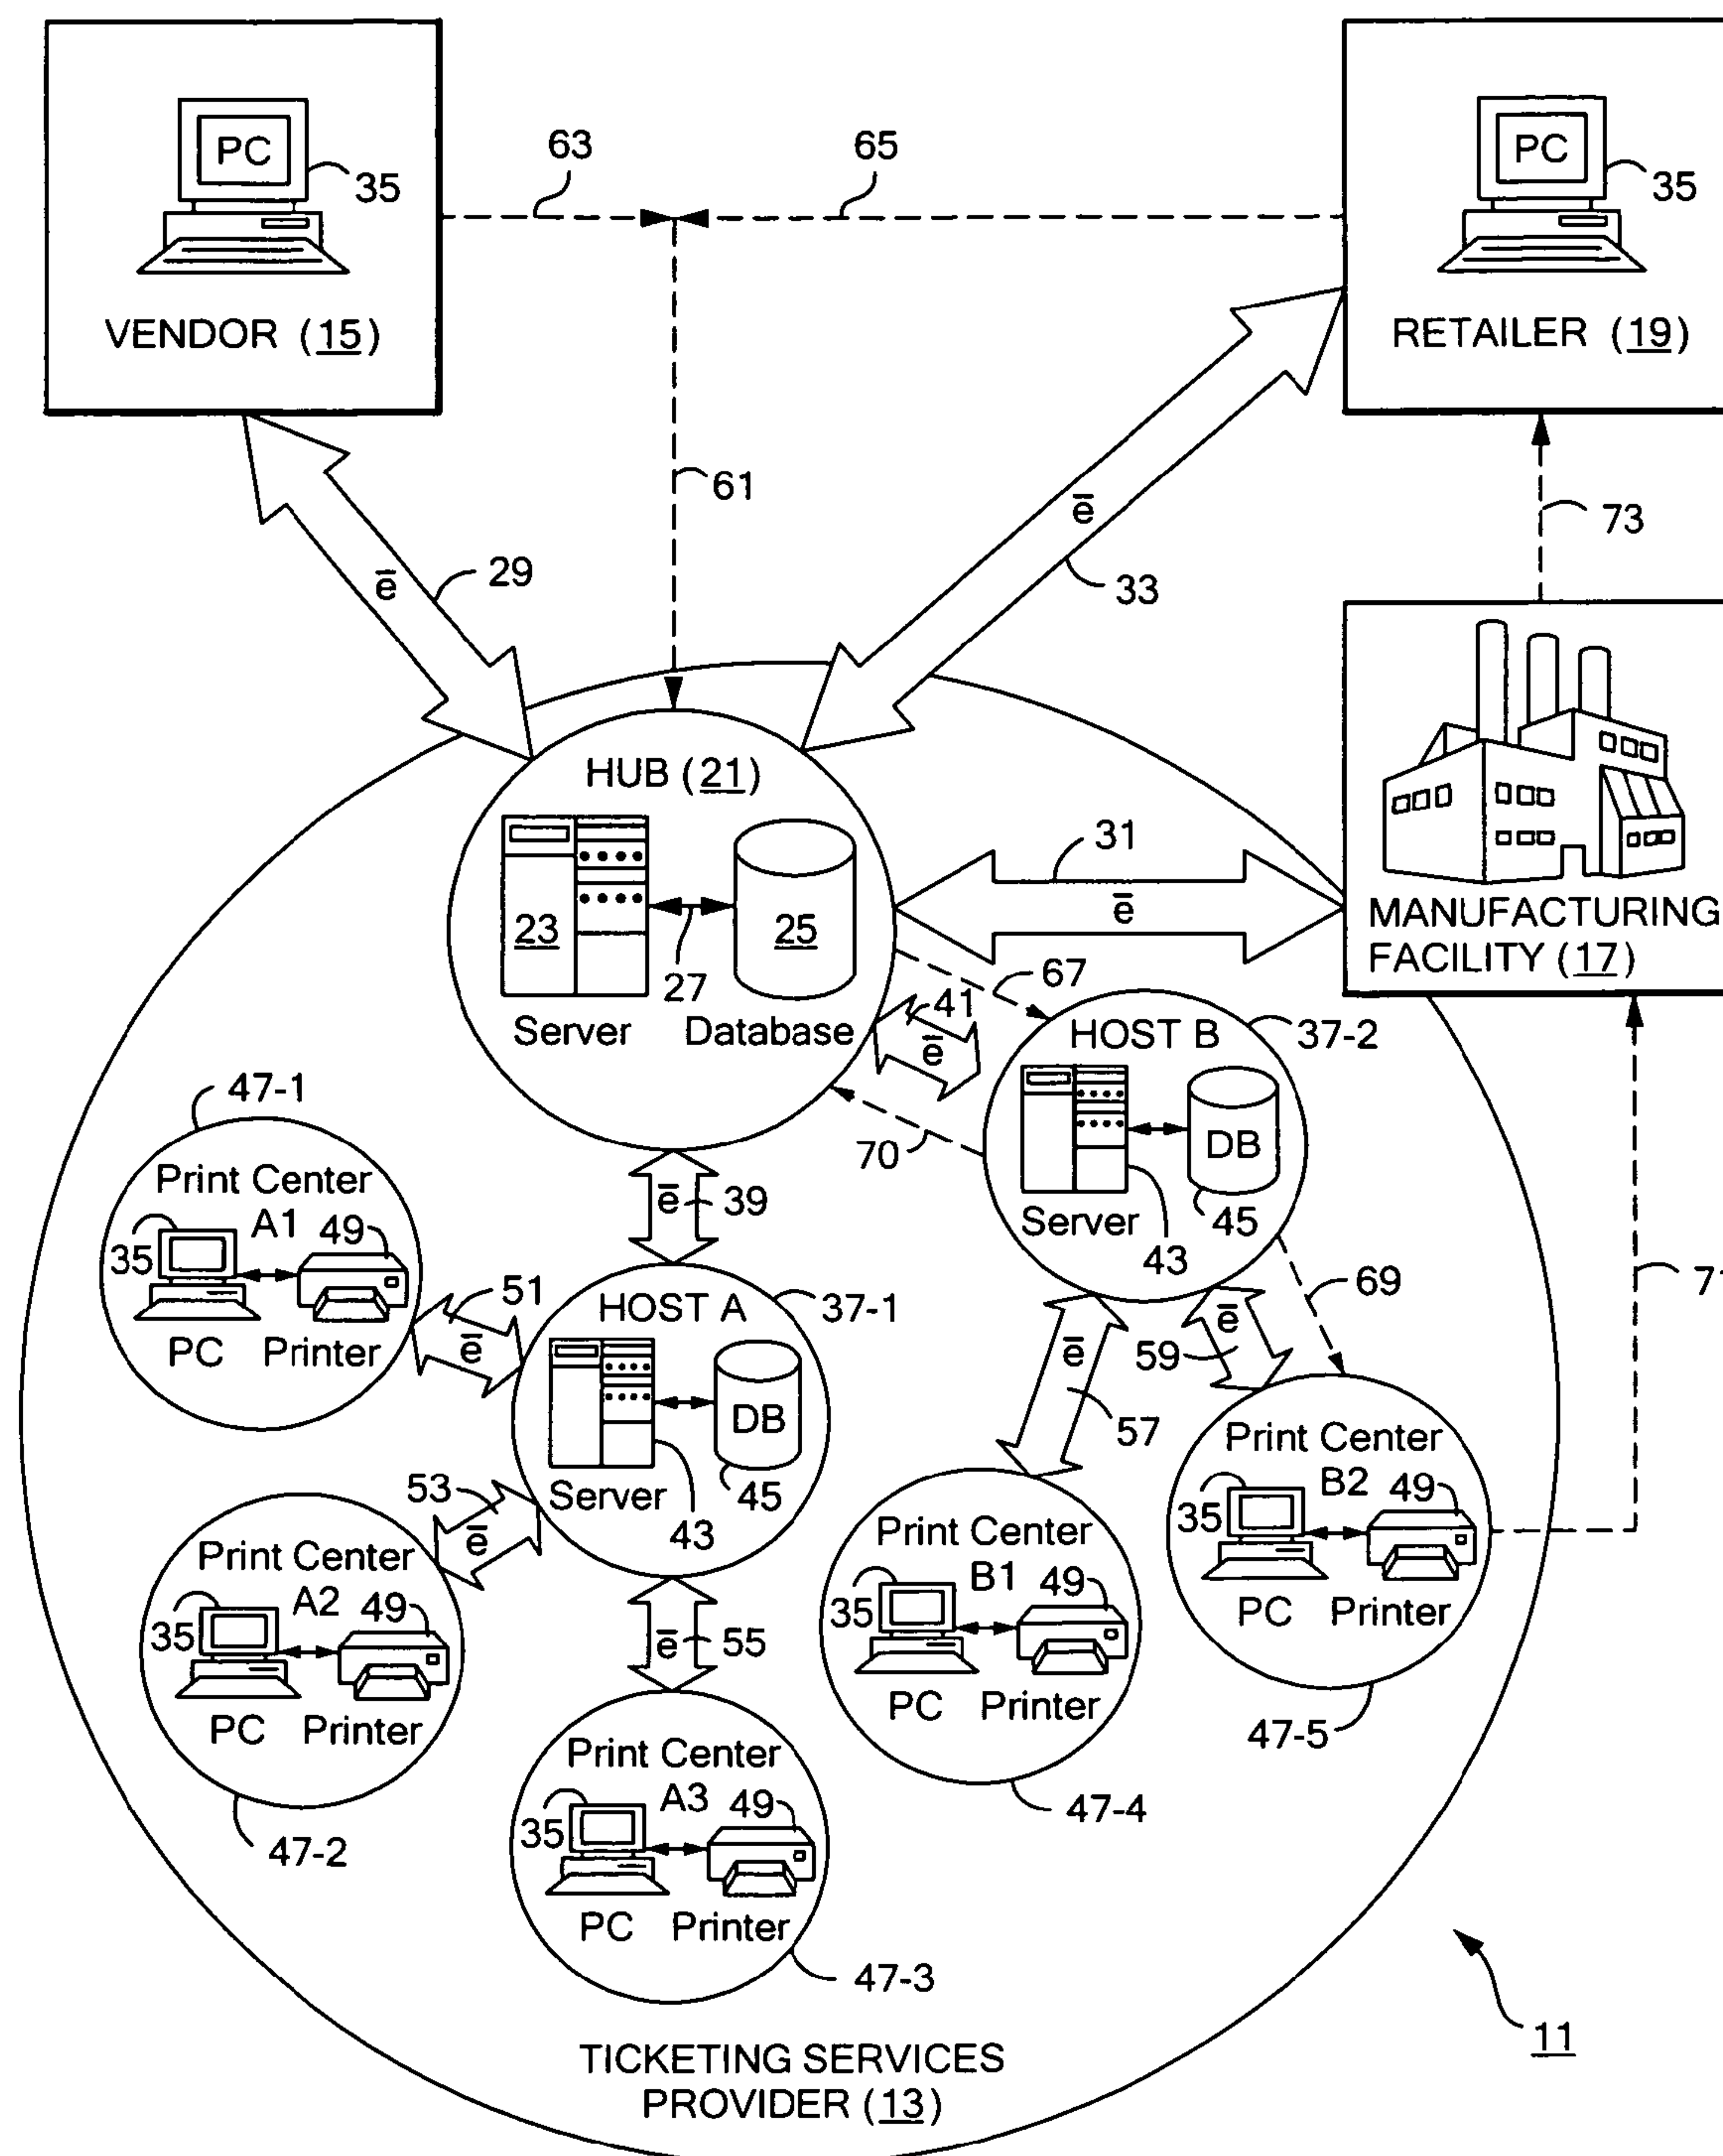 PC
35
VENDOR (15)
63
65
PC
35
RETAILER (19)
61
29
e̅
e̅
33
73
HUB (21)
23
25
27
Server
Database
31
e̅
MANUFACTURING
FACILITY (17)
67
41
e̅
HOST B
37-2
DB
Server
43
45
70
e̅
39
47-1
Print Center
A1
35
49
PC
Printer
51
e̅
HOST A
37-1
DB
Server
43
45
69
71
e̅
59
e̅
57
53
e̅
Print Center
A2
35
49
PC
Printer
47-2
e̅
55
Print Center
A3
35
49
PC
Printer
47-3
Print Center
B1
35
49
PC
Printer
47-4
Print Center
B2
35
49
PC
Printer
47-5
TICKETING SERVICES
PROVIDER (13)
11